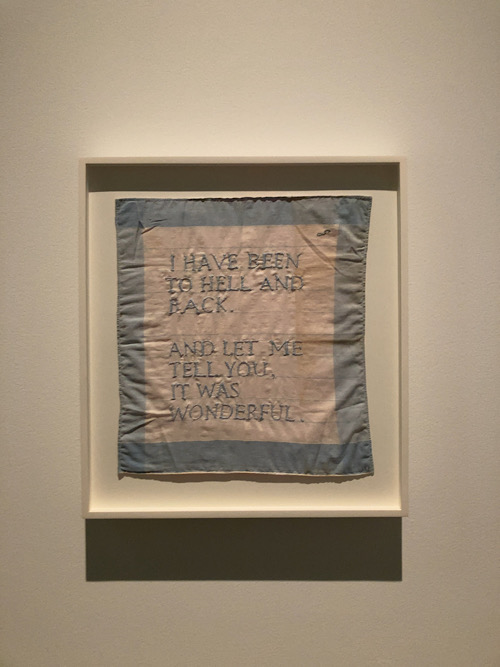 I HAVE BEEN
TO HELL AND
BACK.
AND LET ME
TELL YOU,
IT WAS
WONDERFUL.